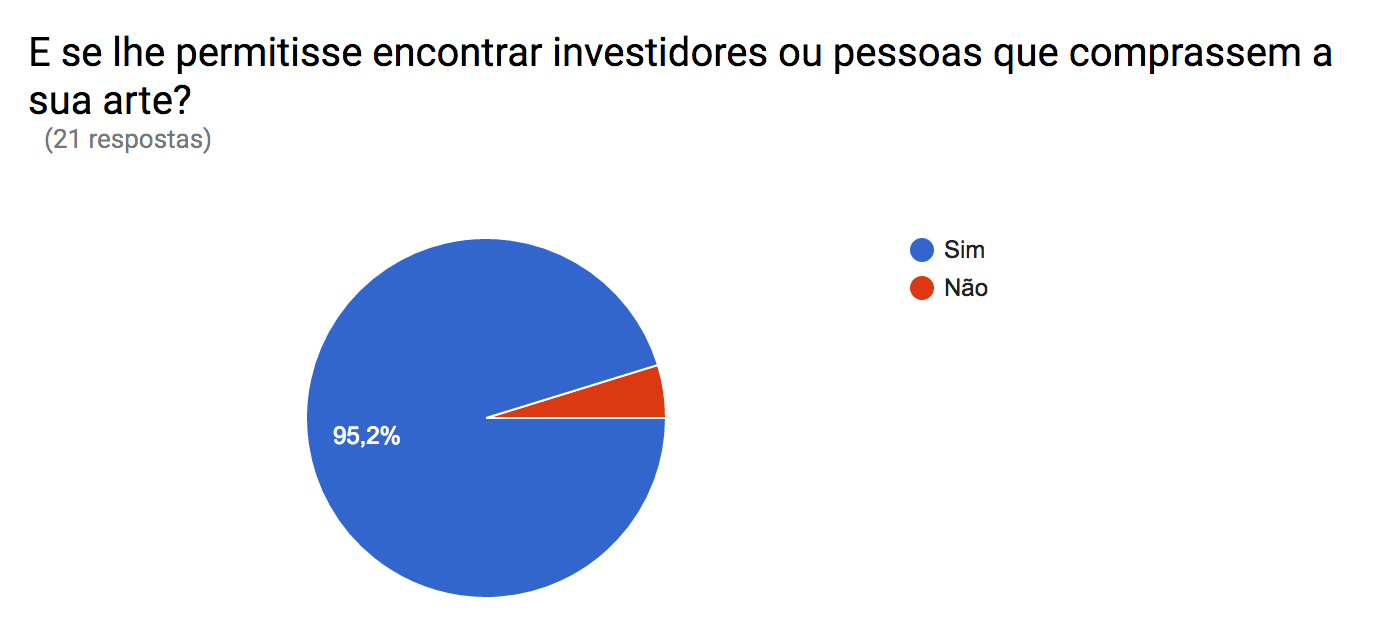 E se lhe permitisse encontrar investidores ou pessoas que comprassem a
sua arte?
(21 respostas)
Sim
Não
95,2%